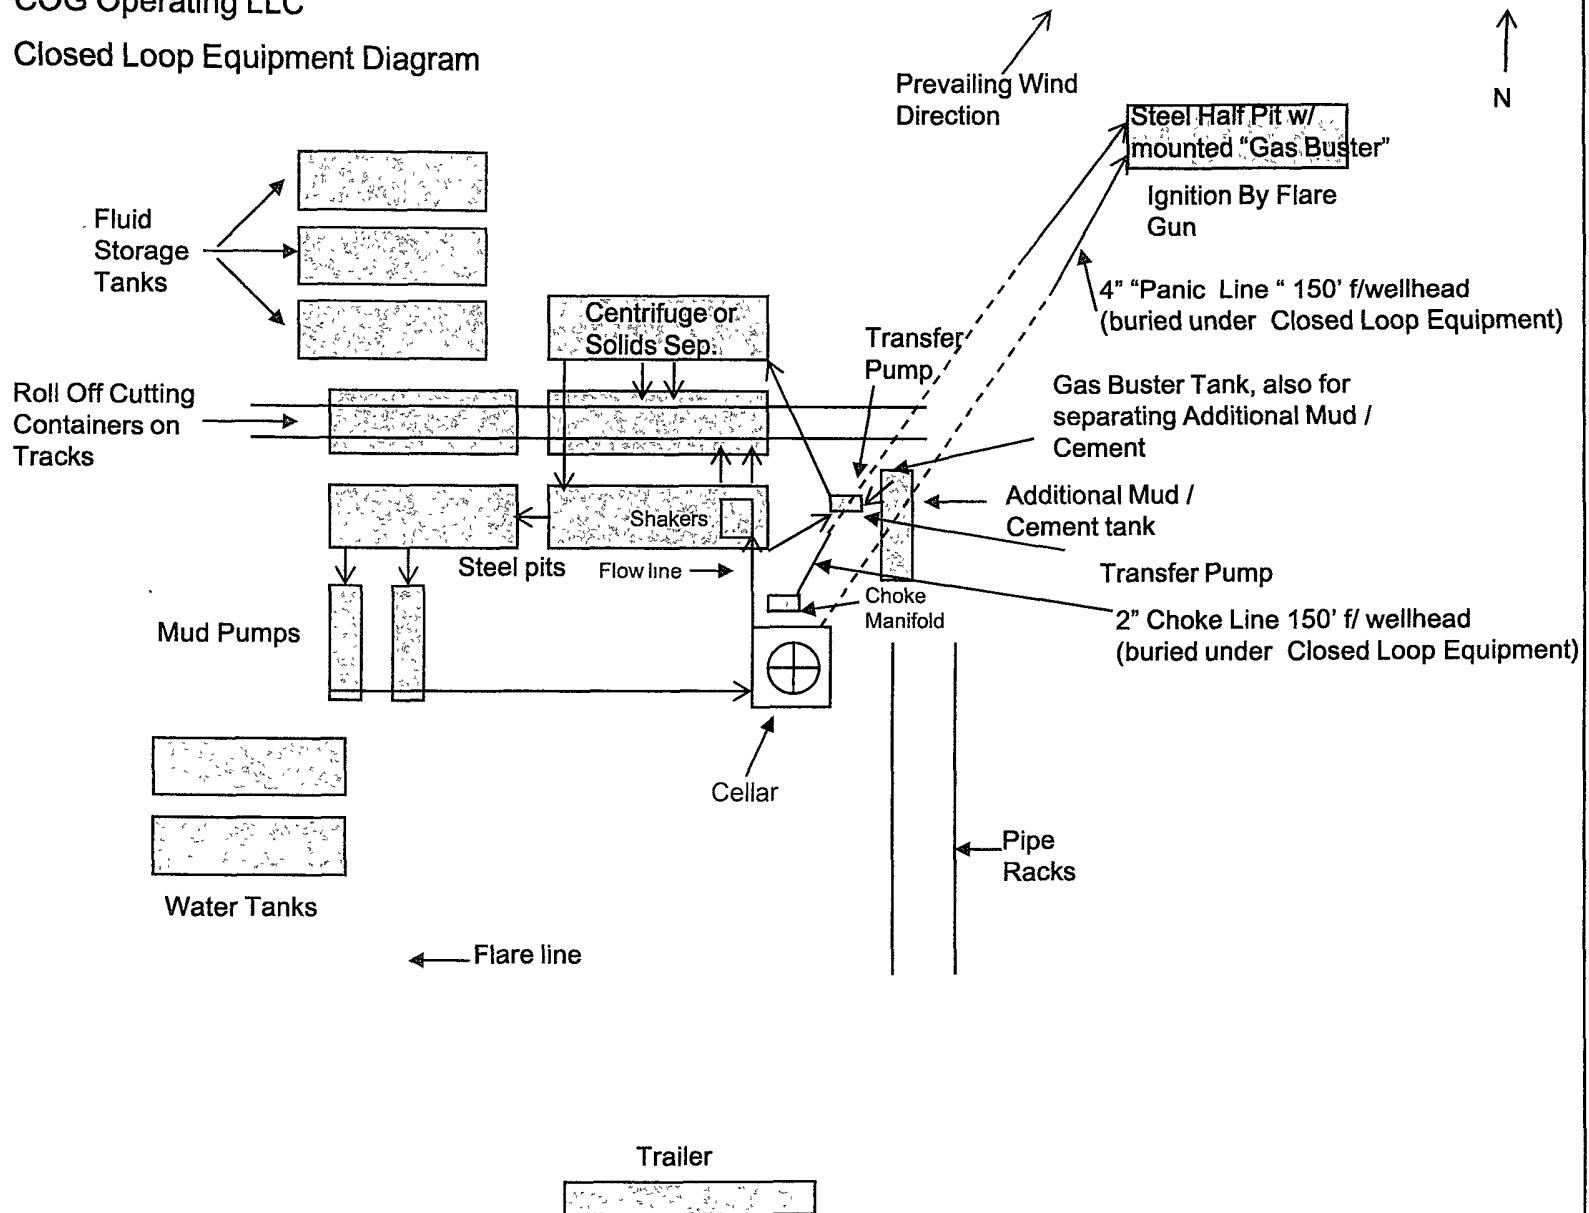 COG Operating LLC
Closed Loop Equipment Diagram
Prevailing Wind
Direction
N
Steel Half Pit w/
mounted “Gas Buster”
Ignition By Flare
Gun
Fluid
Storage
Tanks
4” “Panic Line “ 150’ f/wellhead
(buried under Closed Loop Equipment)
Centrifuge or
Solids Sep.
Transfer
Pump
Roll Off Cutting
Containers on
Tracks
Gas Buster Tank, also for
separating Additional Mud /
Cement
Additional Mud /
Cement tank
Shakers
Steel pits
Flow line
Transfer Pump
Choke
Manifold
2” Choke Line 150’ f/ wellhead
(buried under Closed Loop Equipment)
Mud Pumps
Cellar
Pipe
Racks
Water Tanks
Flare line
Trailer